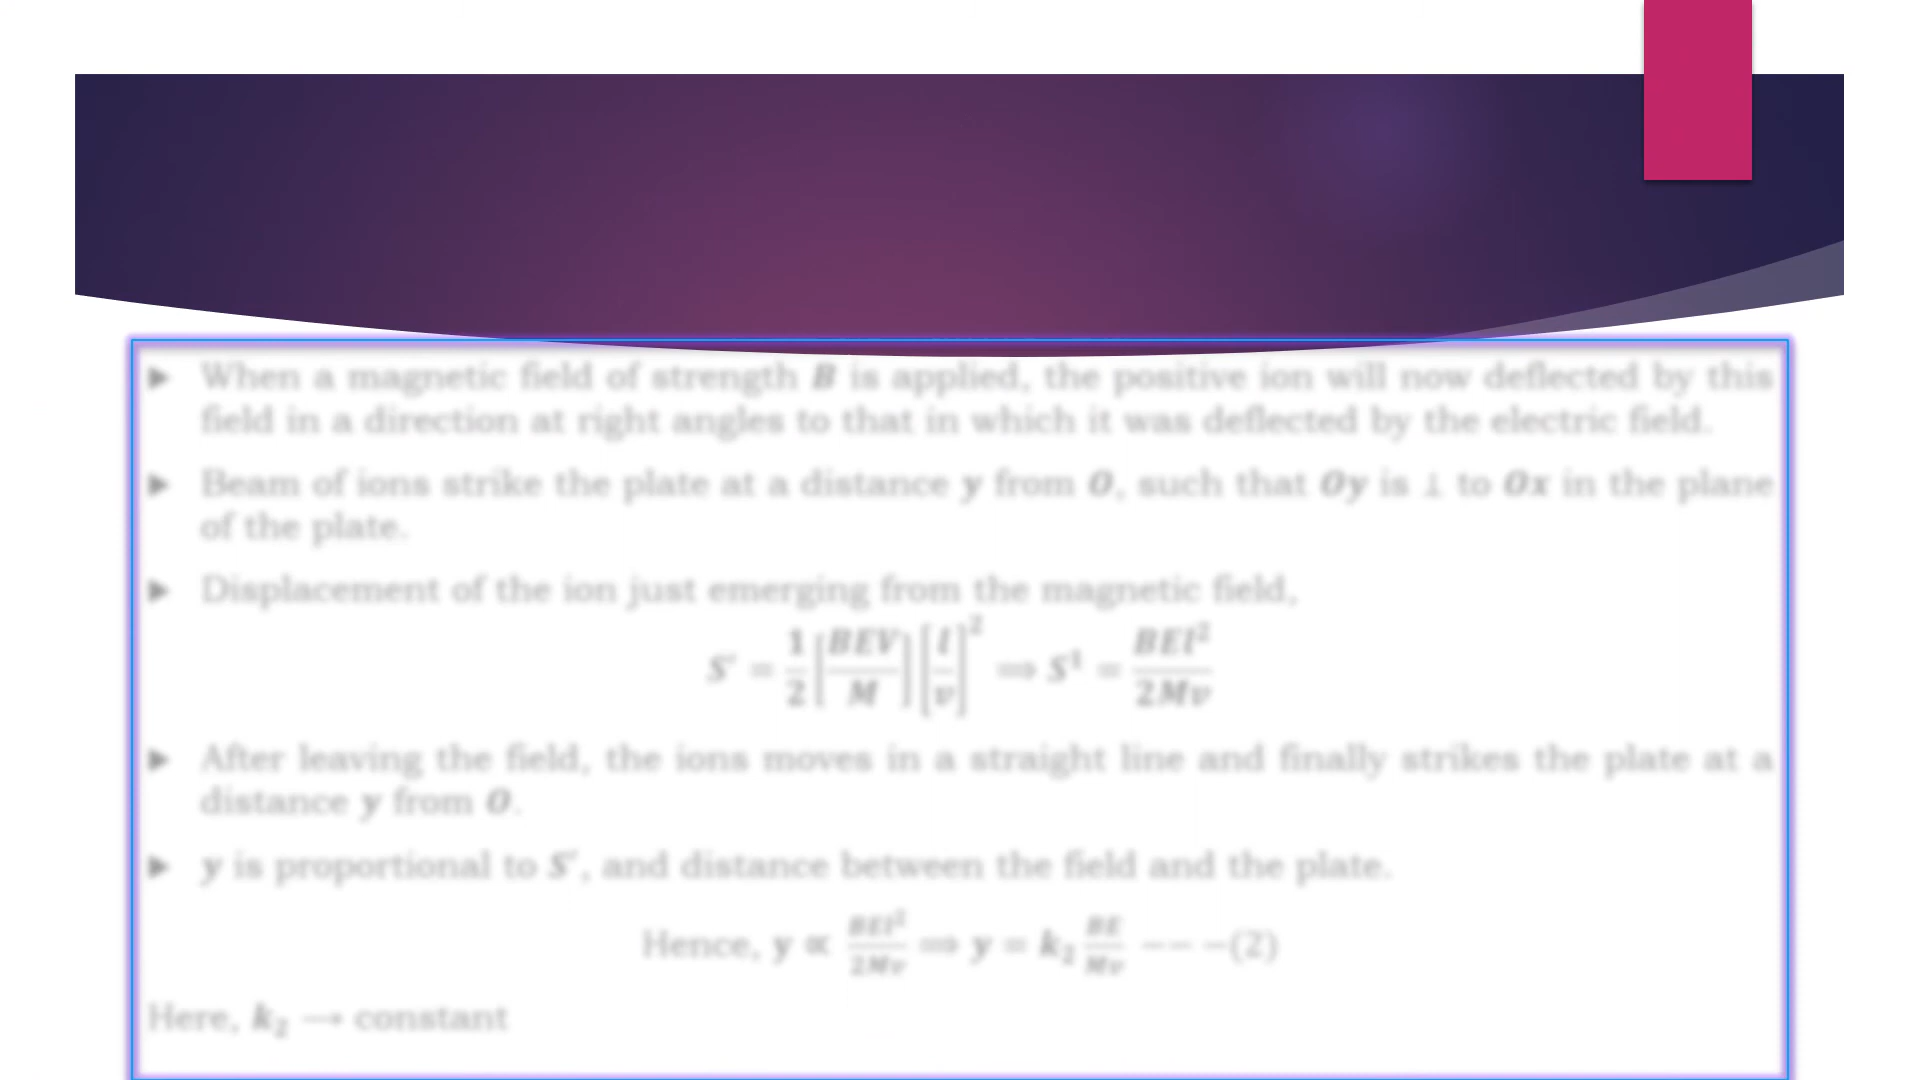 ▶ When a magnetic field of strength B is applied, the positive ion will now deflected by this
field in a direction at right angles to that in which it was deflected by the electric field.
▶ Beam of ions strike the plate at a distance y from O, such that Oy is ⊥ to Ox in the plane
of the plate.
▶ Displacement of the ion just emerging from the magnetic field,
S′ = 1/2 [BEV/M] [l/v]² ⟹ S¹ = BEl²/2Mv
▶ After leaving the field, the ions moves in a straight line and finally strikes the plate at a
distance y from O.
▶ y is proportional to S′, and distance between the field and the plate.
Hence, y ∝ BEl²/2Mv ⟹ y = k₂ BE/Mv −− −(2)
Here, k₂ → constant